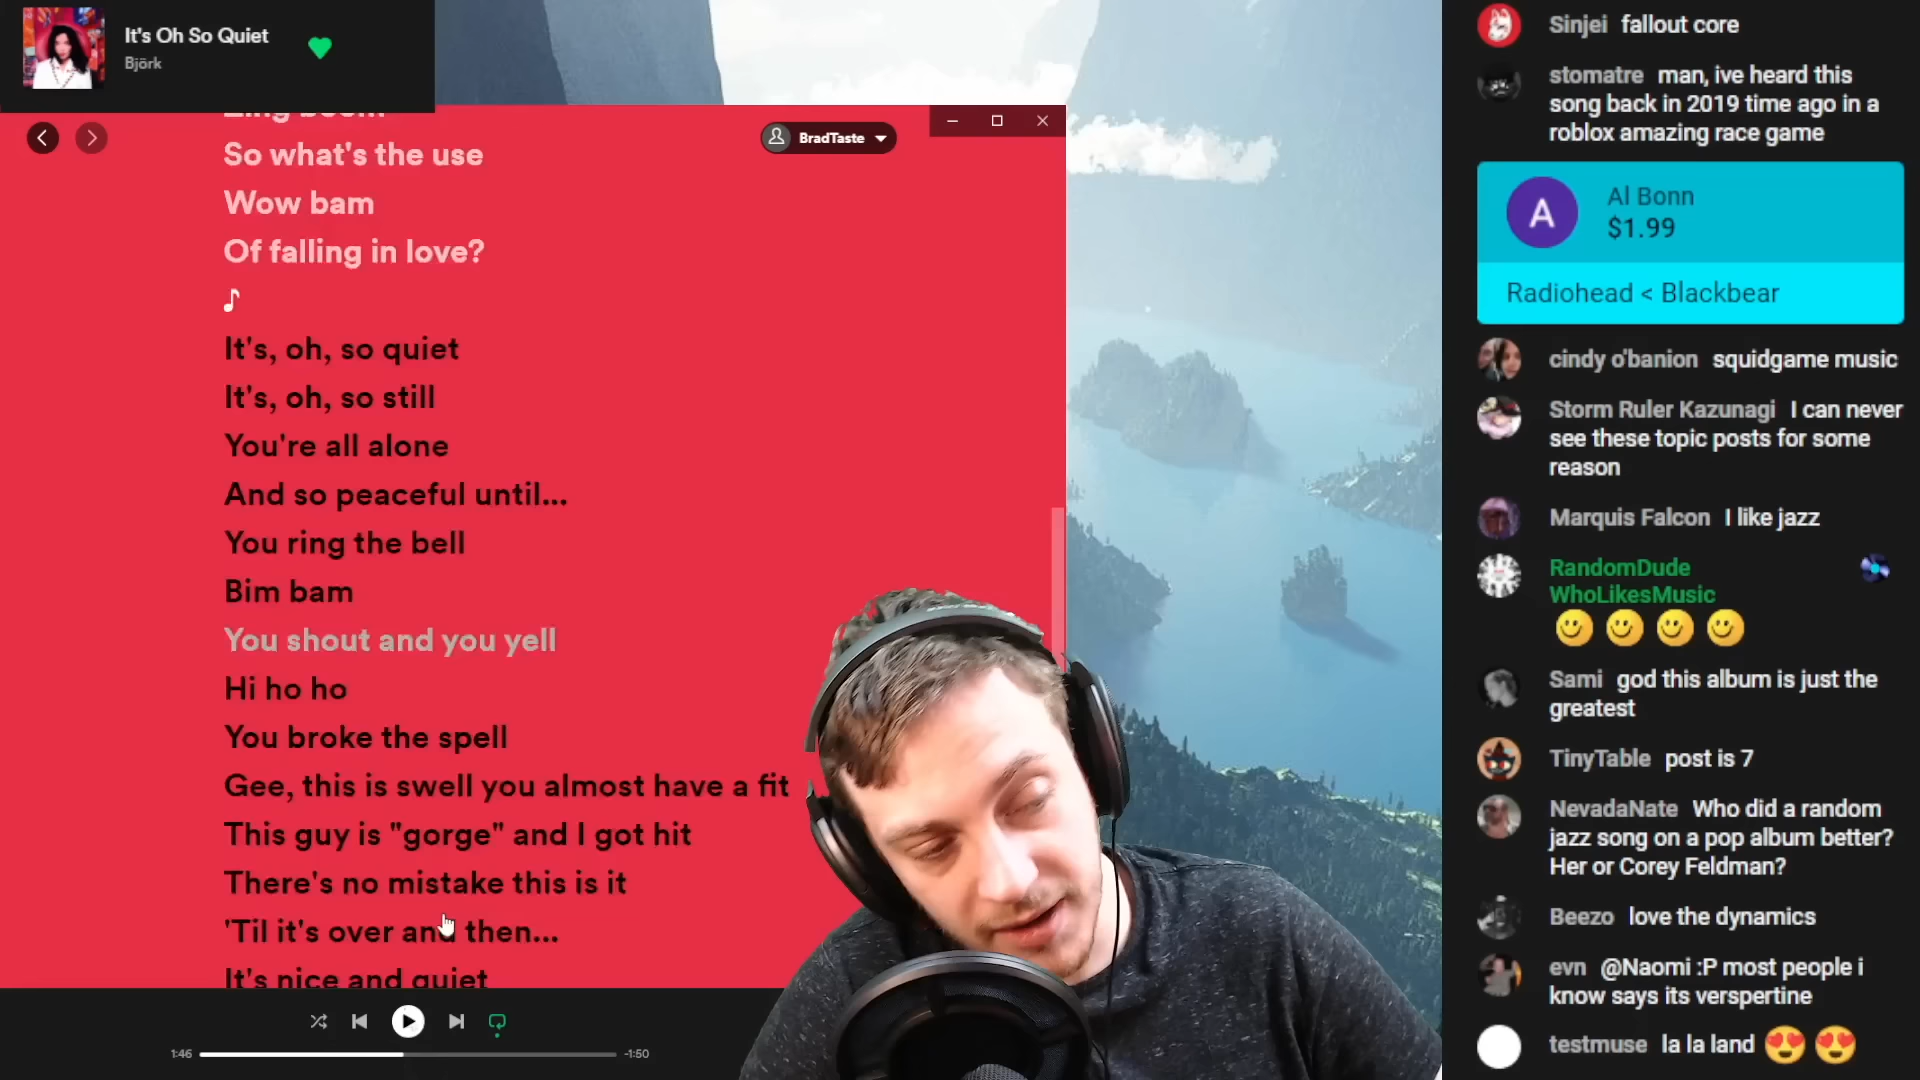 It's Oh So Quiet
Björk
BradTaste
So what's the use
Wow bam
Of falling in love?
It's, oh, so quiet
It's, oh, so still
You're all alone
And so peaceful until...
You ring the bell
Bim bam
You shout and you yell
Hi ho ho
You broke the spell
Gee, this is swell you almost have a fit
This guy is "gorge" and I got hit
There's no mistake this is it
'Til it's over and then...
It's nice and quiet
1:46
-1:50
Sinjei fallout core
stomatre man, ive heard this
song back in 2019 time ago in a
roblox amazing race game
A
Al Bonn
$1.99
Radiohead < Blackbear
cindy o'banion squidgame music
Storm Ruler Kazunagi I can never
see these topic posts for some
reason
Marquis Falcon I like jazz
RandomDude
WhoLikesMusic
Sami god this album is just the
greatest
TinyTable post is 7
NevadaNate Who did a random
jazz song on a pop album better?
Her or Corey Feldman?
Beezo love the dynamics
evn @Naomi :P most people i
know says its verspertine
testmuse la la land